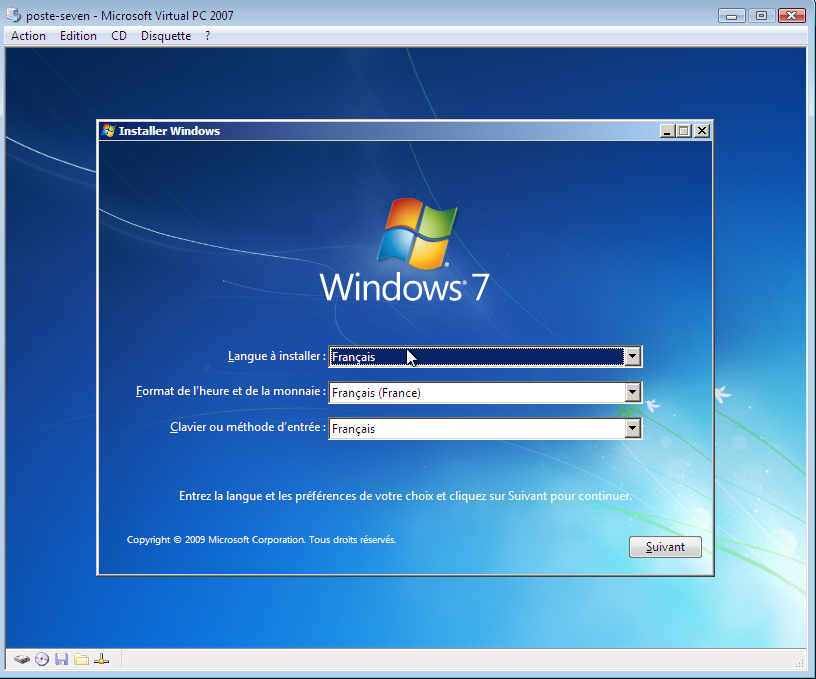 poste-seven - Microsoft Virtual PC 2007
Action Edition CD Disquette ?
Installer Windows
Windows® 7
Langue à installer : Français
Format de l'heure et de la monnaie : Français (France)
Clavier ou méthode d'entrée : Français
Entrez la langue et les préférences de votre choix et cliquez sur Suivant pour continuer.
Copyright © 2009 Microsoft Corporation. Tous droits réservés.
Suivant